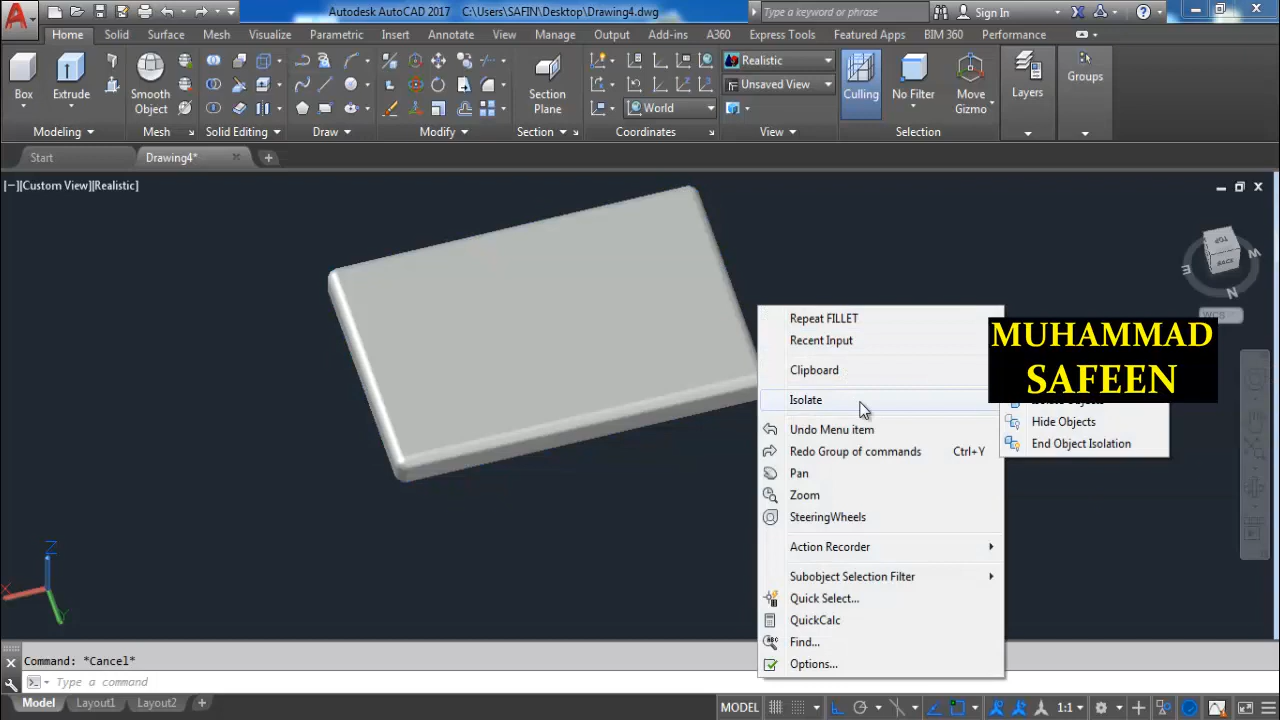 Autodesk AutoCAD 2017 C:\Users\SAFIN\Desktop\Drawing4.dwg
Type a keyword or phrase
Sign In
Home Solid Surface Mesh Visualize Parametric Insert Annotate View Manage Output Add-ins A360 Express Tools Featured Apps BIM 360 Performance
Realistic
Unsaved View
World
Box Extrude Smooth Object Section Plane Culling No Filter Move Gizmo Layers Groups
Modeling Mesh Solid Editing Draw Modify Section Coordinates View Selection
Start Drawing4*
[−][Custom View][Realistic]
TOP
BACK
E W N
WCS
MUHAMMAD
SAFEEN
Repeat FILLET
Recent Input
Clipboard
Isolate
Hide Objects
End Object Isolation
Undo Menu item
Redo Group of commands Ctrl+Y
Pan
Zoom
SteeringWheels
Action Recorder
Subobject Selection Filter
Quick Select...
QuickCalc
Find...
Options...
Z
X
Y
Command: *Cancel*
Type a command
Model Layout1 Layout2
MODEL 1:1